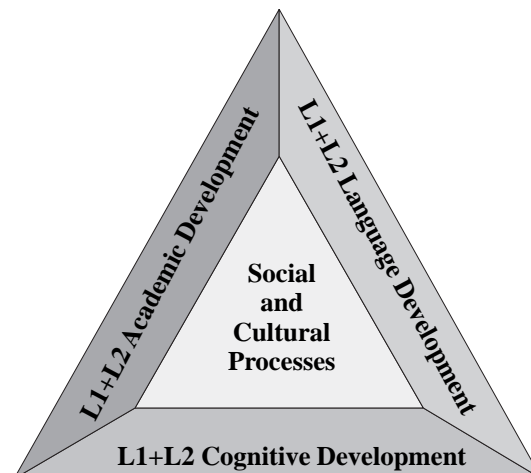 L1+L2 Academic Development
L1+L2 Language Development
Social
and
Cultural
Processes
L1+L2 Cognitive Development